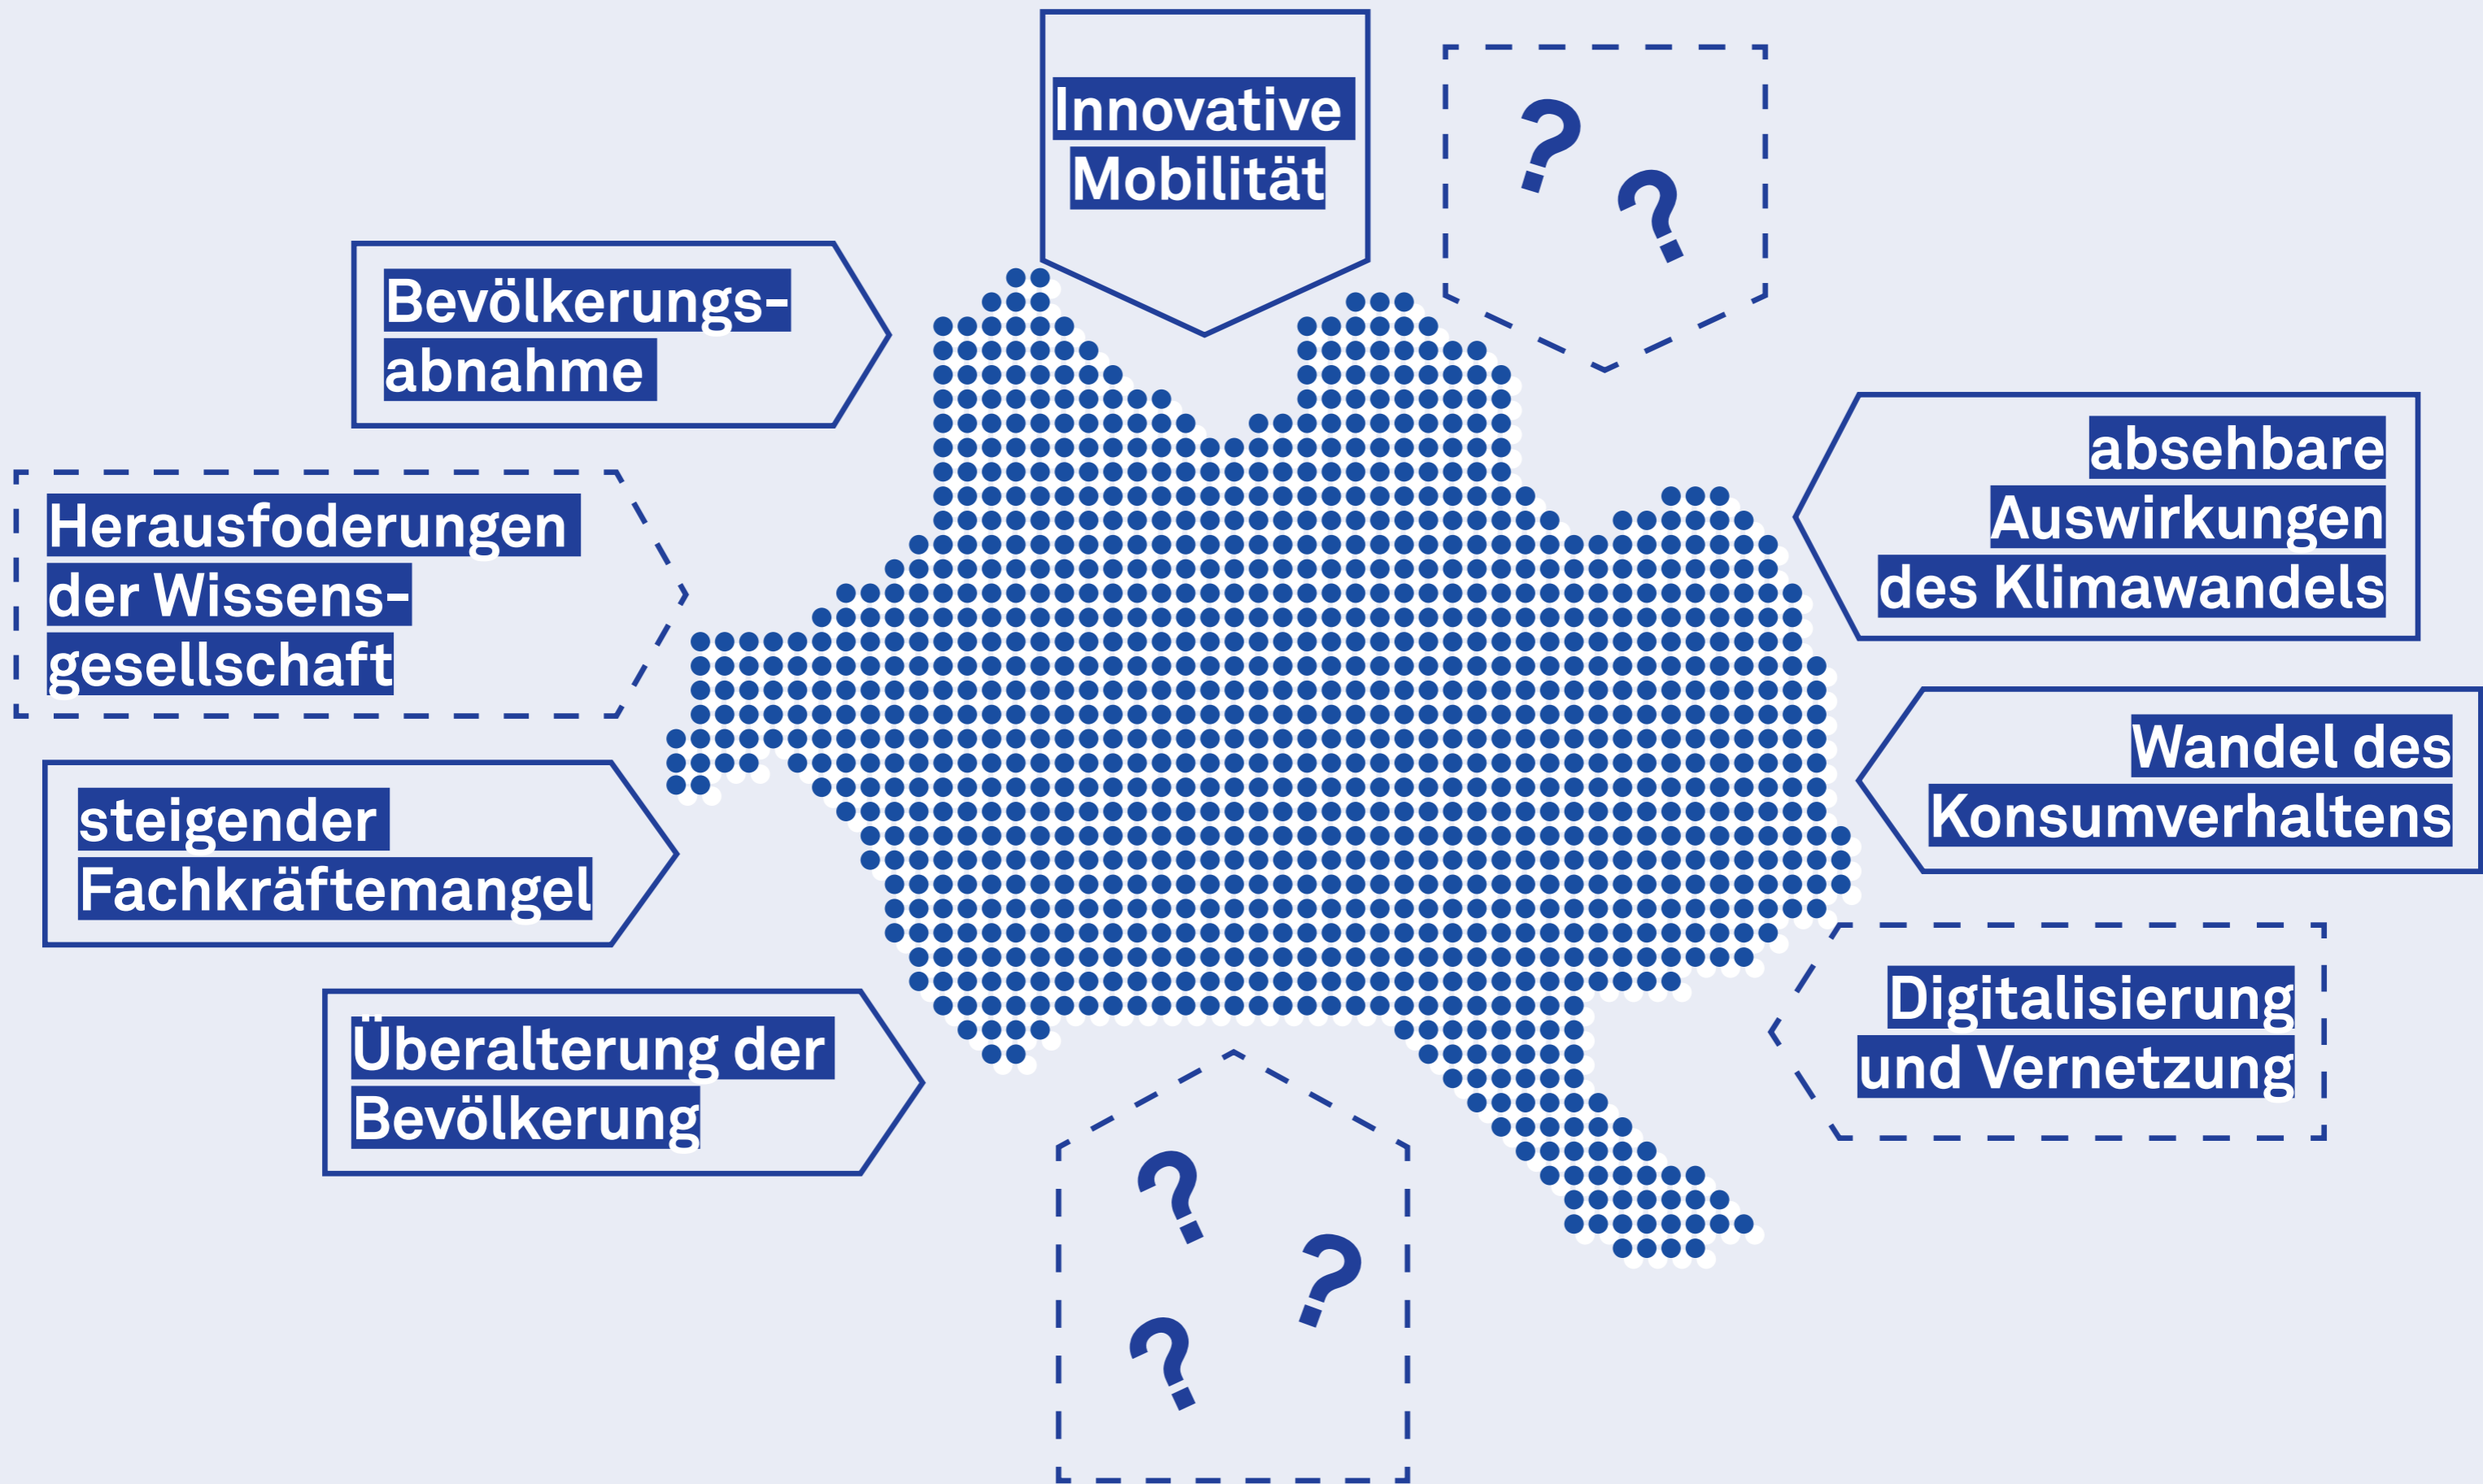 Innovative
Mobilität
?
?
Bevölkerungs-
abnahme
absehbare
Auswirkungen
des Klimawandels
Herausfoderungen
der Wissens-
gesellschaft
Wandel des
Konsumverhaltens
steigender
Fachkräftemangel
Digitalisierung
und Vernetzung
Überalterung der
Bevölkerung
?
?
?